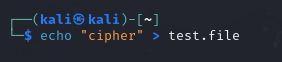 ┌──(kali㉿kali)-[~]
└─$ echo "cipher" > test.file